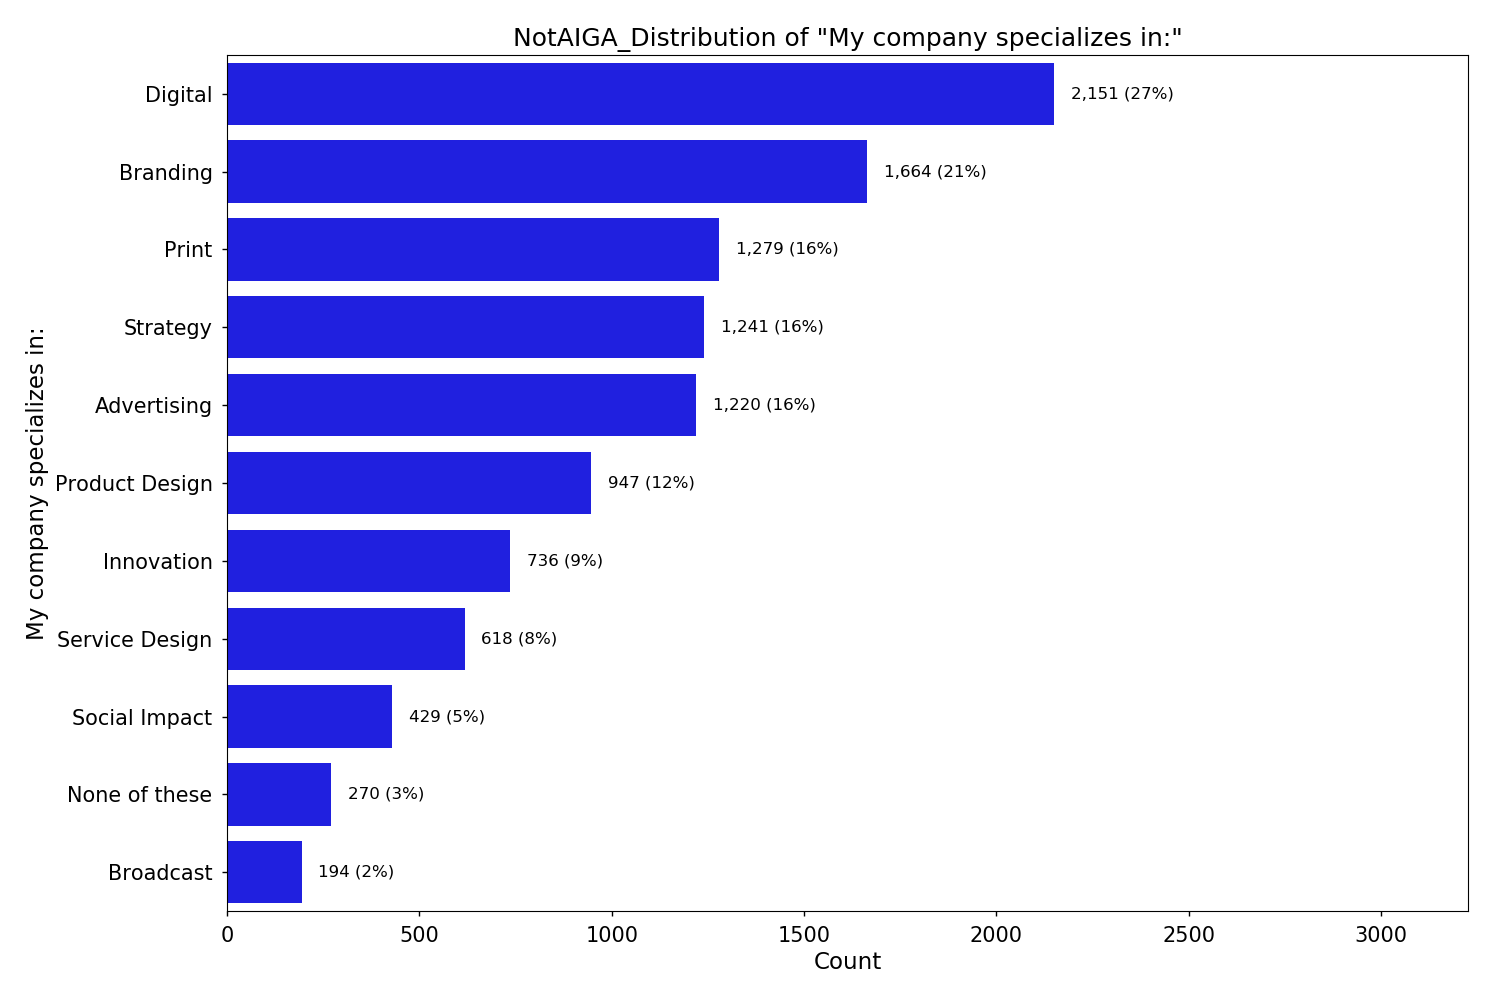 NotAIGA_Distribution of "My company specializes in:"
My company specializes in:
Digital 2,151 (27%)
Branding 1,664 (21%)
Print 1,279 (16%)
Strategy 1,241 (16%)
Advertising 1,220 (16%)
Product Design 947 (12%)
Innovation 736 (9%)
Service Design 618 (8%)
Social Impact 429 (5%)
None of these 270 (3%)
Broadcast 194 (2%)
0 500 1000 1500 2000 2500 3000
Count